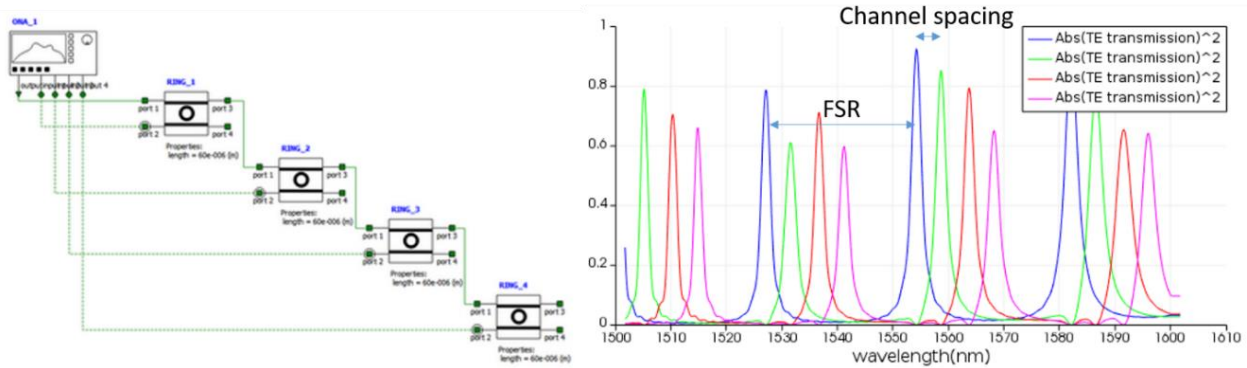 ONA_1
output
input 4
RING_1
port 1
port 3
port 2
port 4
Properties:
length = 60e-006 (m)
RING_2
port 1
port 3
port 2
port 4
Properties:
length = 60e-006 (m)
RING_3
port 1
port 3
port 2
port 4
Properties:
length = 60e-006 (m)
RING_4
port 1
port 3
port 2
port 4
Properties:
length = 60e-006 (m)
Channel spacing
Abs(TE transmission)^2
Abs(TE transmission)^2
Abs(TE transmission)^2
Abs(TE transmission)^2
FSR
1
0.8
0.6
0.4
0.2
0
1500 1510 1520 1530 1540 1550 1560 1570 1580 1590 1600 1610
wavelength(nm)